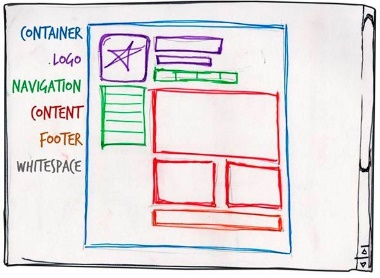 CONTAINER
LOGO
NAVIGATION
CONTENT
FOOTER
WHITESPACE